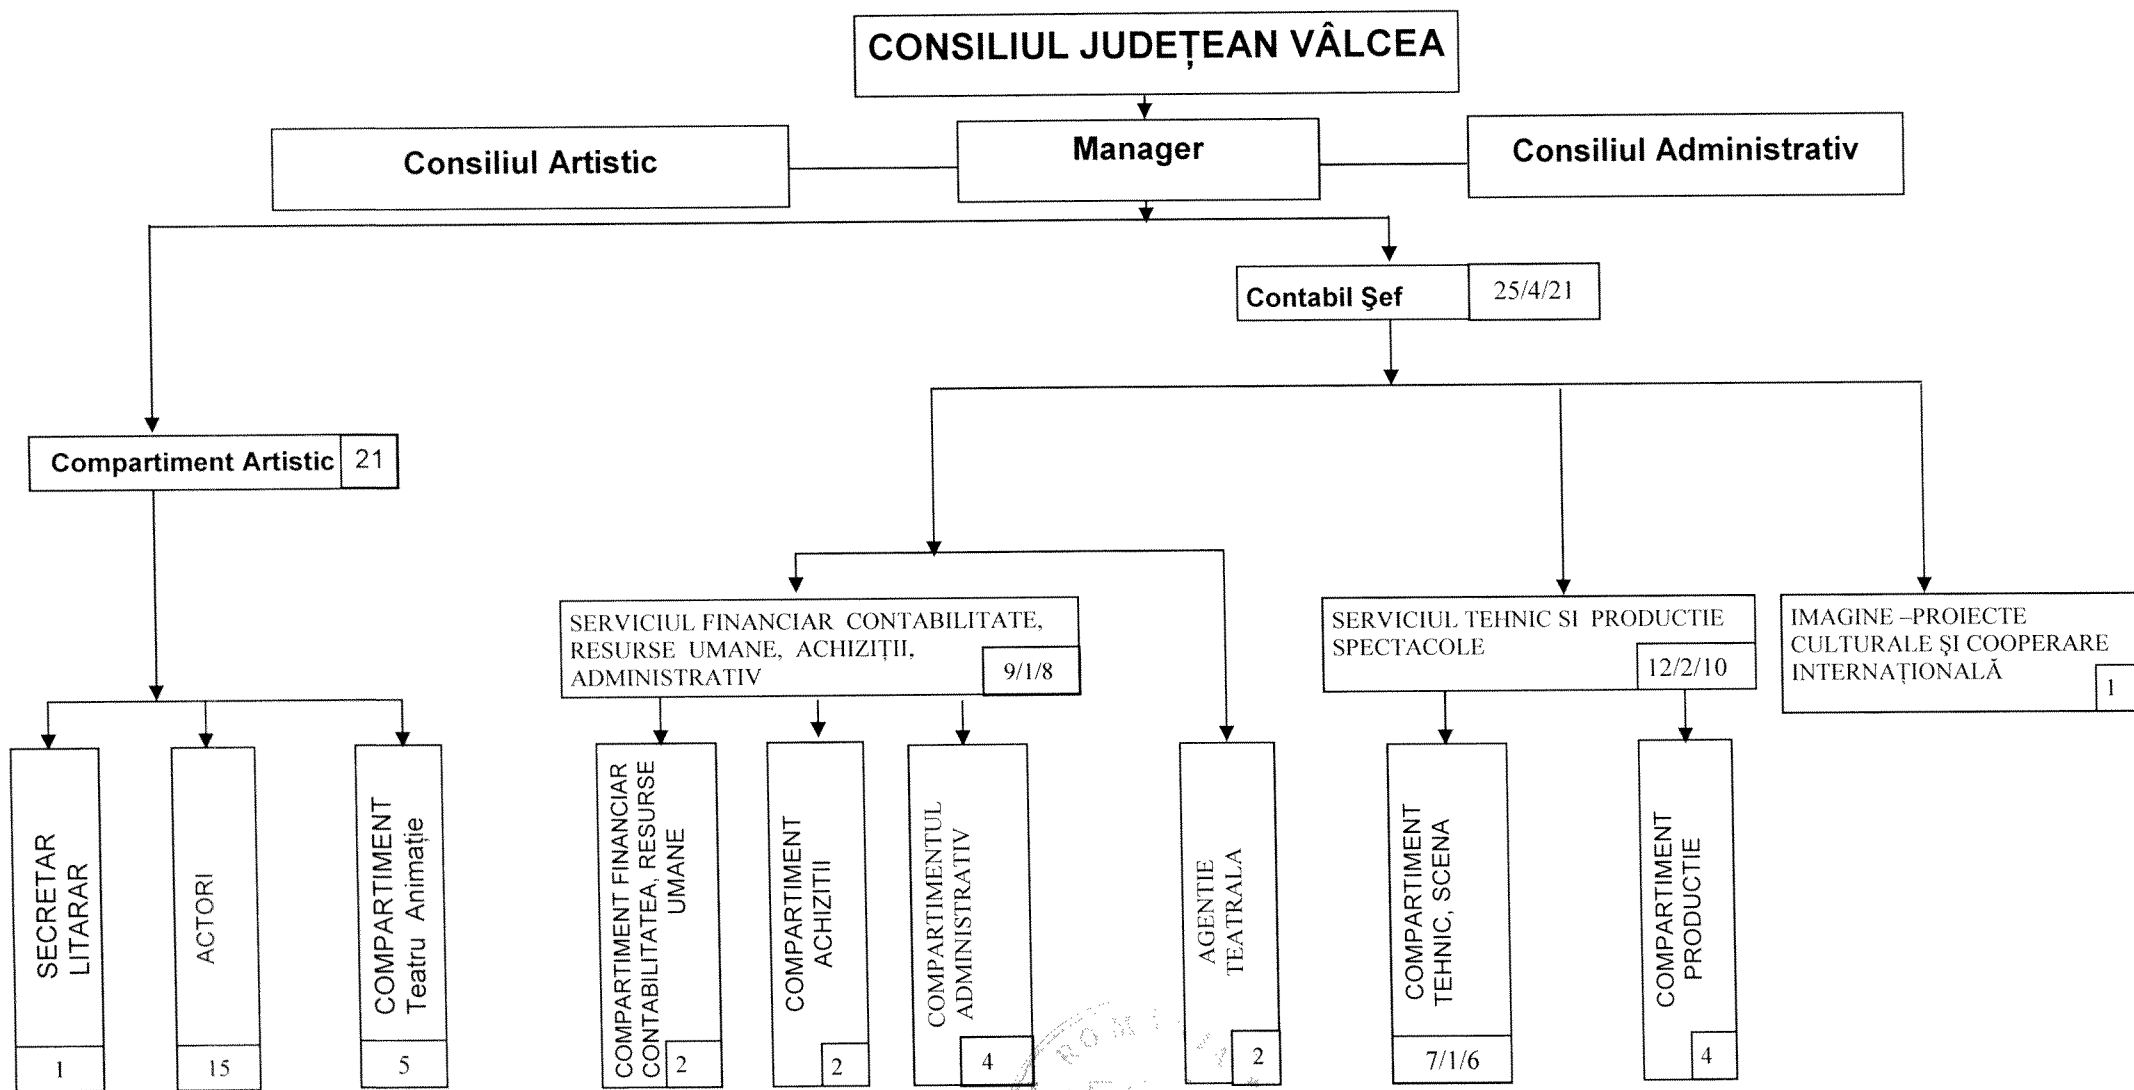 CONSILIUL JUDEȚEAN VÂLCEA
Consiliul Artistic
Manager
Consiliul Administrativ
Contabil Şef
25/4/21
Compartiment Artistic
21
SERVICIUL FINANCIAR CONTABILITATE,
RESURSE UMANE, ACHIZIȚII,
ADMINISTRATIV
9/1/8
SERVICIUL TEHNIC SI PRODUCTIE
SPECTACOLE
12/2/10
IMAGINE –PROIECTE
CULTURALE ŞI COOPERARE
INTERNAȚIONALĂ
1
SECRETAR
LITARAR
1
ACTORI
15
COMPARTIMENT
Teatru Animație
5
COMPARTIMENT FINANCIAR
CONTABILITATEA, RESURSE
UMANE
2
COMPARTIMENT
ACHIZITII
2
COMPARTIMENTUL
ADMINISTRATIV
4
AGENTIE
TEATRALA
2
COMPARTIMENT
TEHNIC, SCENA
7/1/6
COMPARTIMENT
PRODUCTIE
4